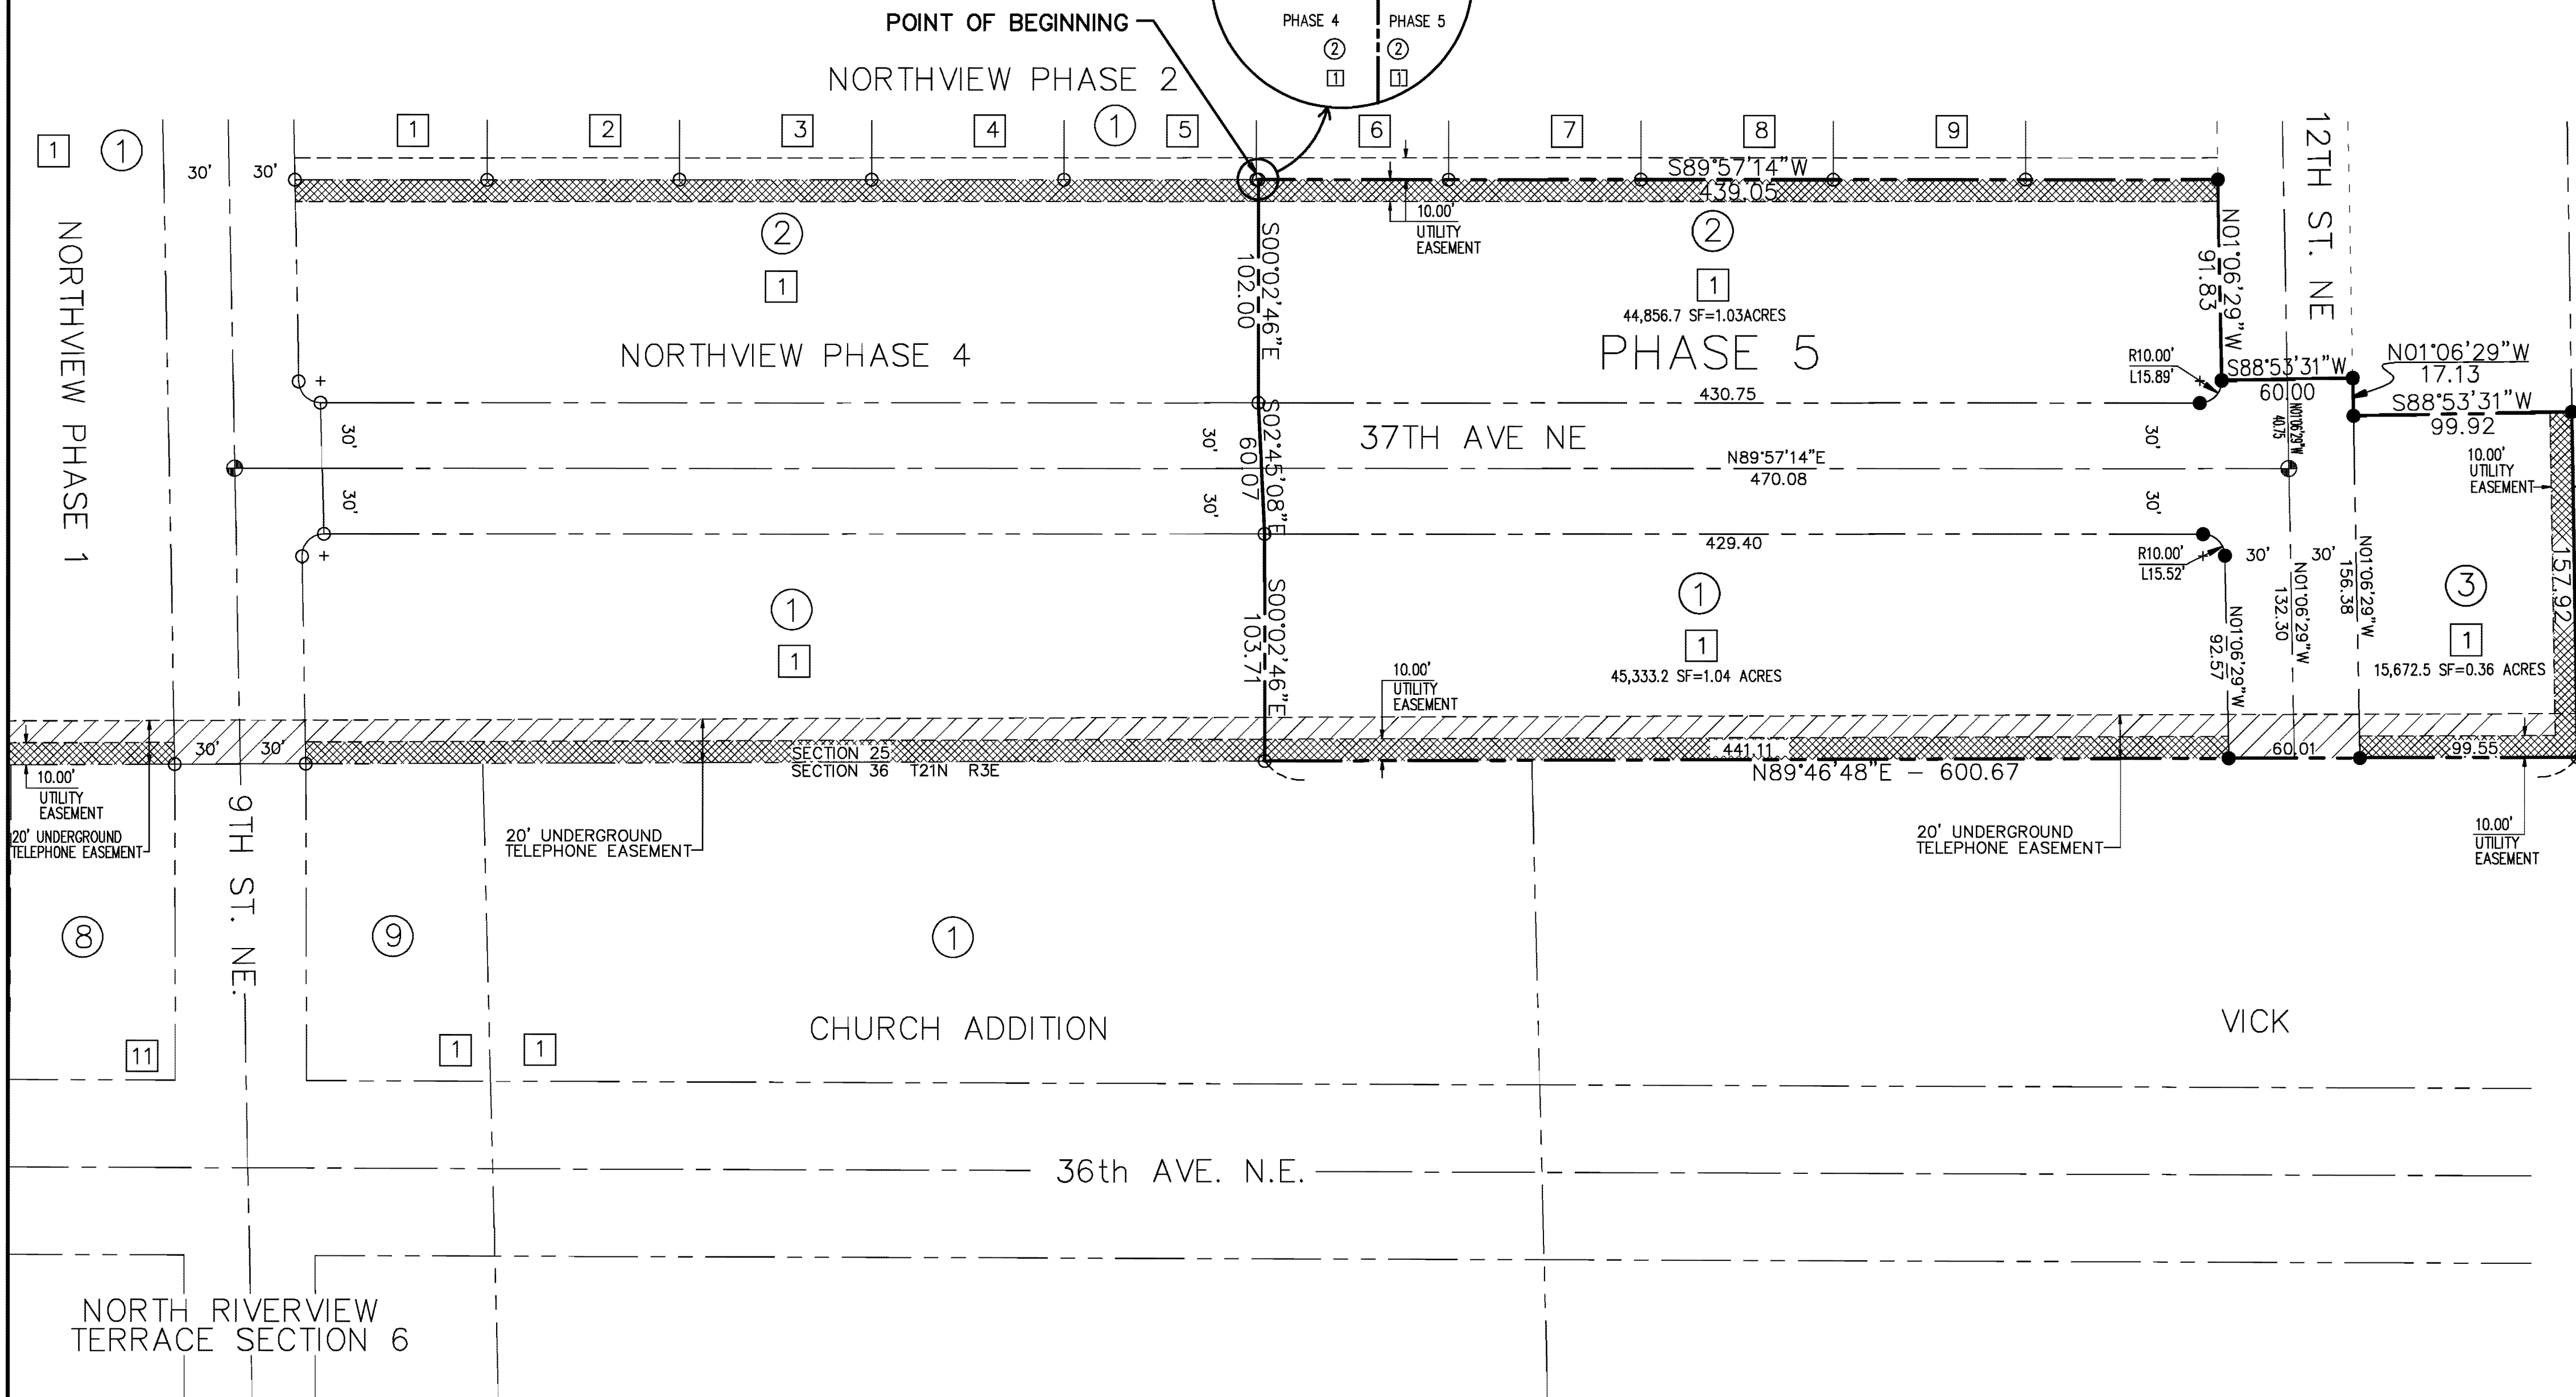 POINT OF BEGINNING
PHASE 4
PHASE 5
2
2
1
1
NORTHVIEW PHASE 2
1
1
30'
30'
1
2
3
4
1
5
6
7
8
9
12TH ST. NE
S89°57'14"W
439.05
10.00'
UTILITY
EASEMENT
NORTHVIEW PHASE 1
2
1
NORTHVIEW PHASE 4
S00°02'46"E
102.00
2
1
44,856.7 SF=1.03ACRES
PHASE 5
N01°06'29"W
91.83
R10.00'
L15.89'
S88°53'31"W
60.00
N01°06'29"W
17.13
S88°53'31"W
99.92
430.75
30'
30'
30'
30'
S02°45'08"E
60.07
37TH AVE NE
N89°57'14"E
470.08
30'
30'
N01°06'29"W
40.75
10.00'
UTILITY
EASEMENT
429.40
R10.00'
L15.52'
30'
30'
N01°06'29"W
132.30
N01°06'29"W
156.38
157.92
1
1
S00°02'46"E
103.71
1
1
45,333.2 SF=1.04 ACRES
N01°06'29"W
92.57
3
1
15,672.5 SF=0.36 ACRES
10.00'
UTILITY
EASEMENT
30'
30'
SECTION 25
SECTION 36 T21N R3E
441.11
60.01
99.55
N89°46'48"E - 600.67
10.00'
UTILITY
EASEMENT
20' UNDERGROUND
TELEPHONE EASEMENT
20' UNDERGROUND
TELEPHONE EASEMENT
20' UNDERGROUND
TELEPHONE EASEMENT
10.00'
UTILITY
EASEMENT
9TH ST. NE.
8
9
1
11
1
1
CHURCH ADDITION
VICK
36th AVE. N.E.
NORTH RIVERVIEW
TERRACE SECTION 6